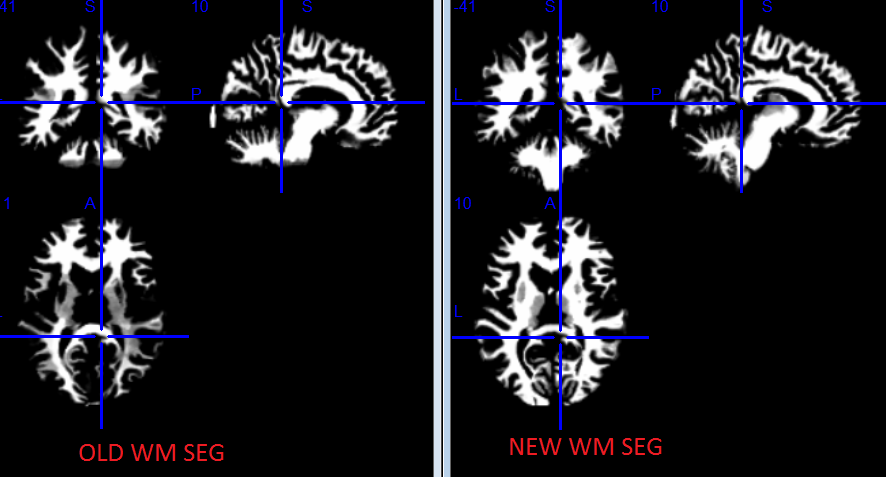 41 S 10 S
P
1 A
L
OLD WM SEG
-41 S 10 S
L P
10 A
L
NEW WM SEG